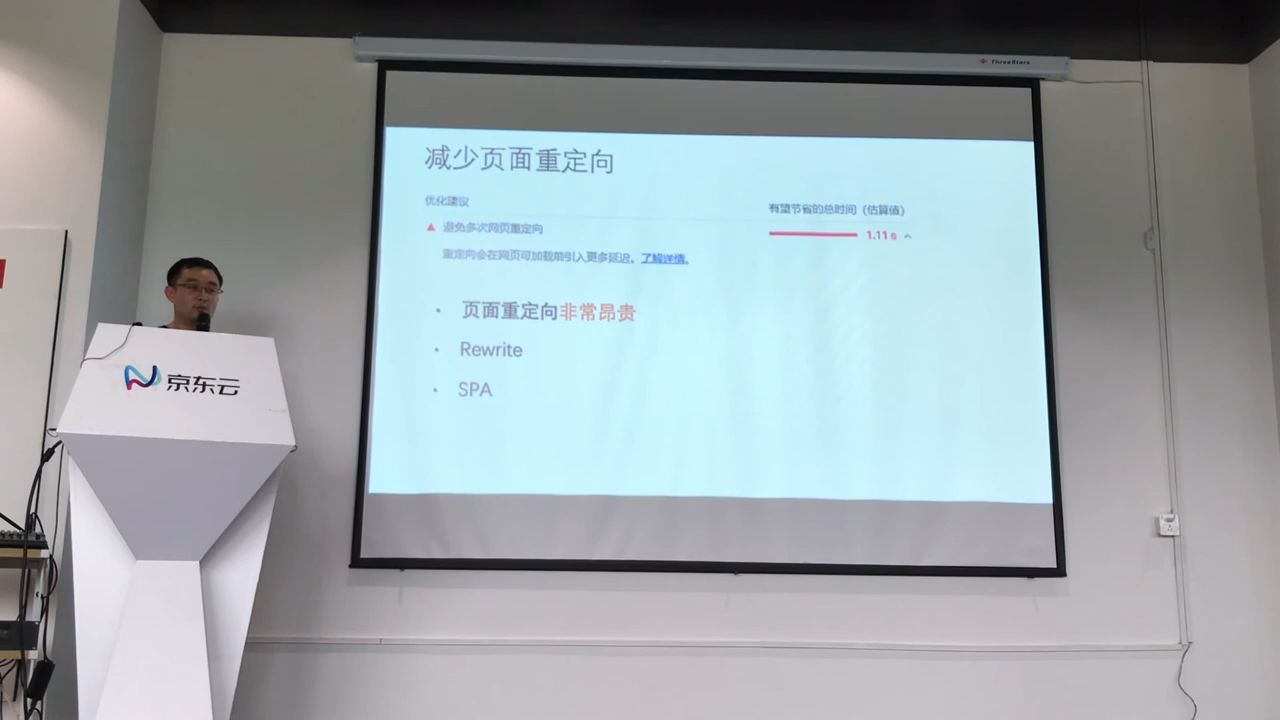 ThreeStars
减少页面重定向
优化建议
有望节省的总时间（估算值）
▲ 避免多次网页重定向
1.11 s
重定向会在网页可加载前引入更多延迟。了解详情。
• 页面重定向非常昂贵
• Rewrite
• SPA
京东云